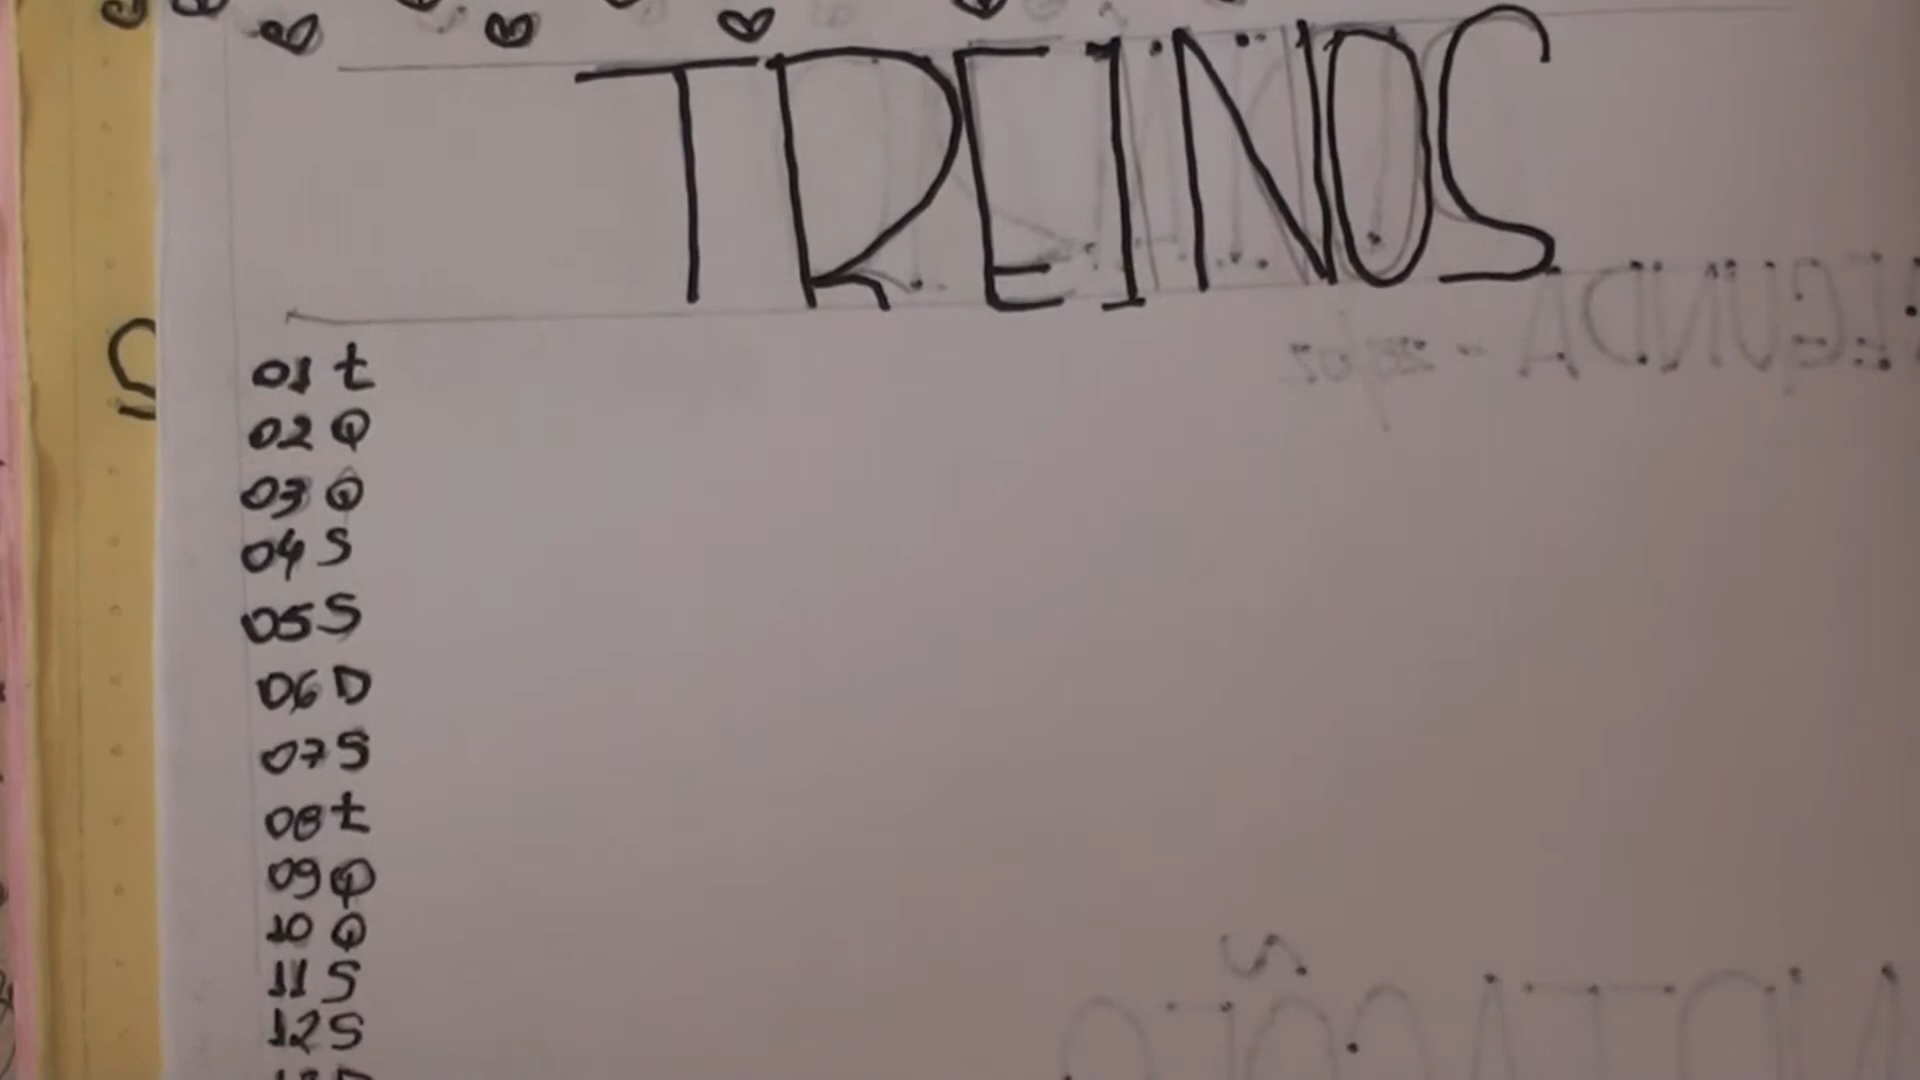 TREINOS
01 t
02 Q
03 Q
04 S
05 S
06 D
07 S
08 t
09 Q
10 Q
11 S
12 S